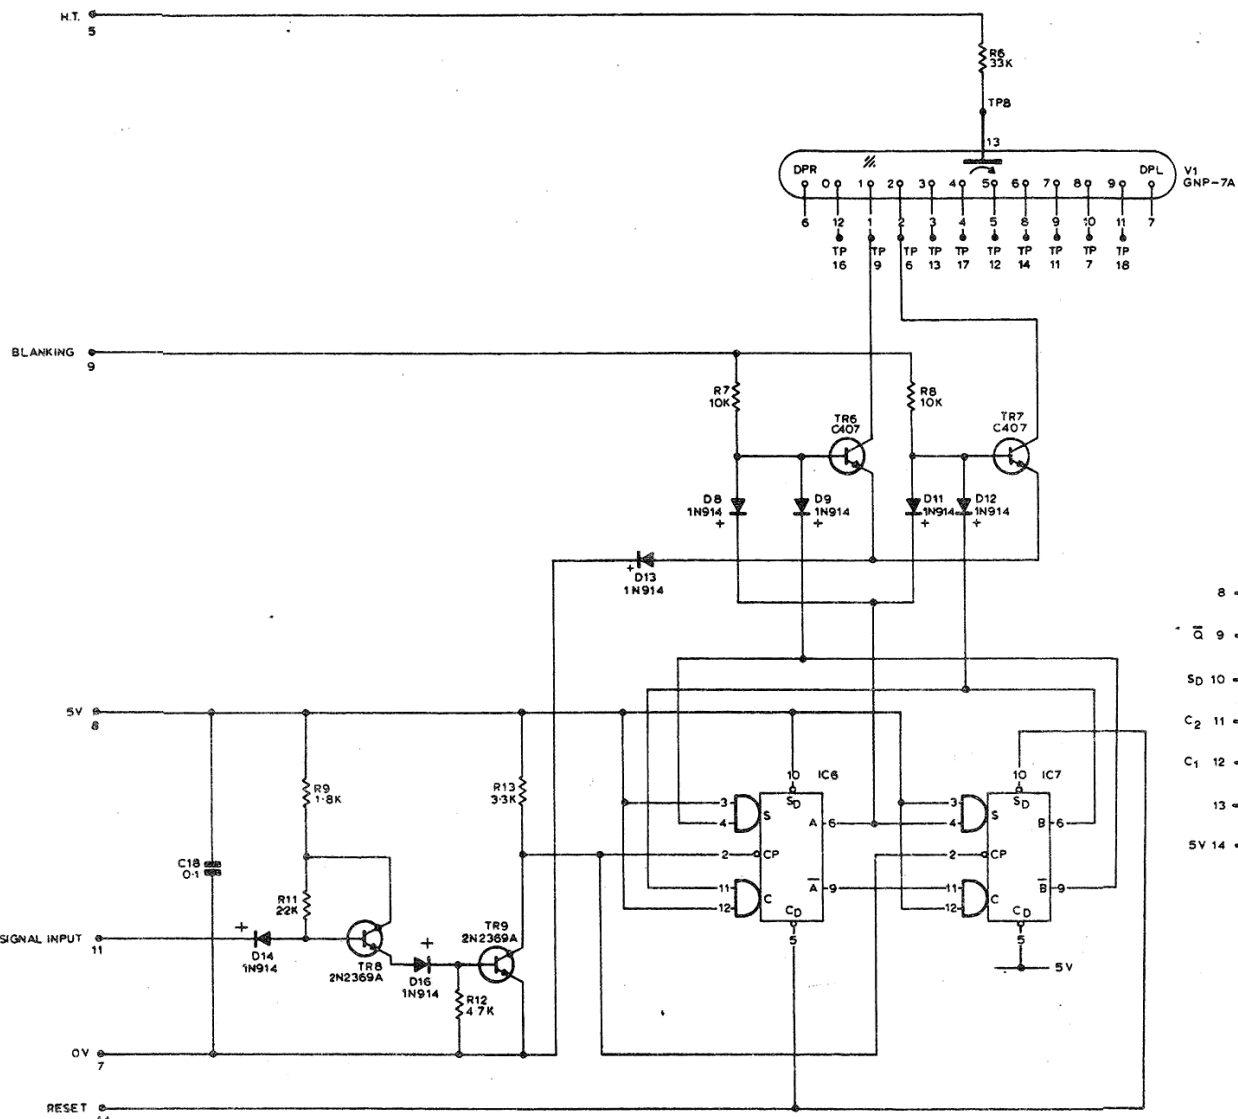 H.T.
5
R6
33K
TP8
13
V1
GNP-7A
DPR 0 1 2 3 4 5 6 7 8 9 DPL
6 12 1 2 3 4 5 8 9 10 11 7
TP TP TP TP TP TP TP TP TP TP
16 9 6 13 17 12 14 11 7 18
BLANKING
9
R7
10K
R8
10K
TR6
C407
TR7
C407
D8
1N914
+
D9
1N914
+
D11
1N914
+
D12
1N914
+
+
D13
1N914
8
Q̅ 9
SD 10
C2 11
C1 12
13
5V 14
5V
8
R9
1·8K
R13
3·3K
C18
0·1
R11
22K
SIGNAL INPUT
11
+
D14
1N914
TR8
2N2369A
+
D16
1N914
TR9
2N2369A
R12
4·7K
10 IC6
SD
3
4
S
A 6
2 CP
11
12
C
A̅ 9
CD
5
10 IC7
SD
3
4
S
B 6
2 CP
11
12
C
B̅ 9
CD
5
5V
0V
7
RESET